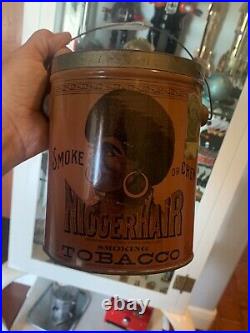 SMOKE OR CHEW
NIGGERHAIR
SMOKING
TOBACCO